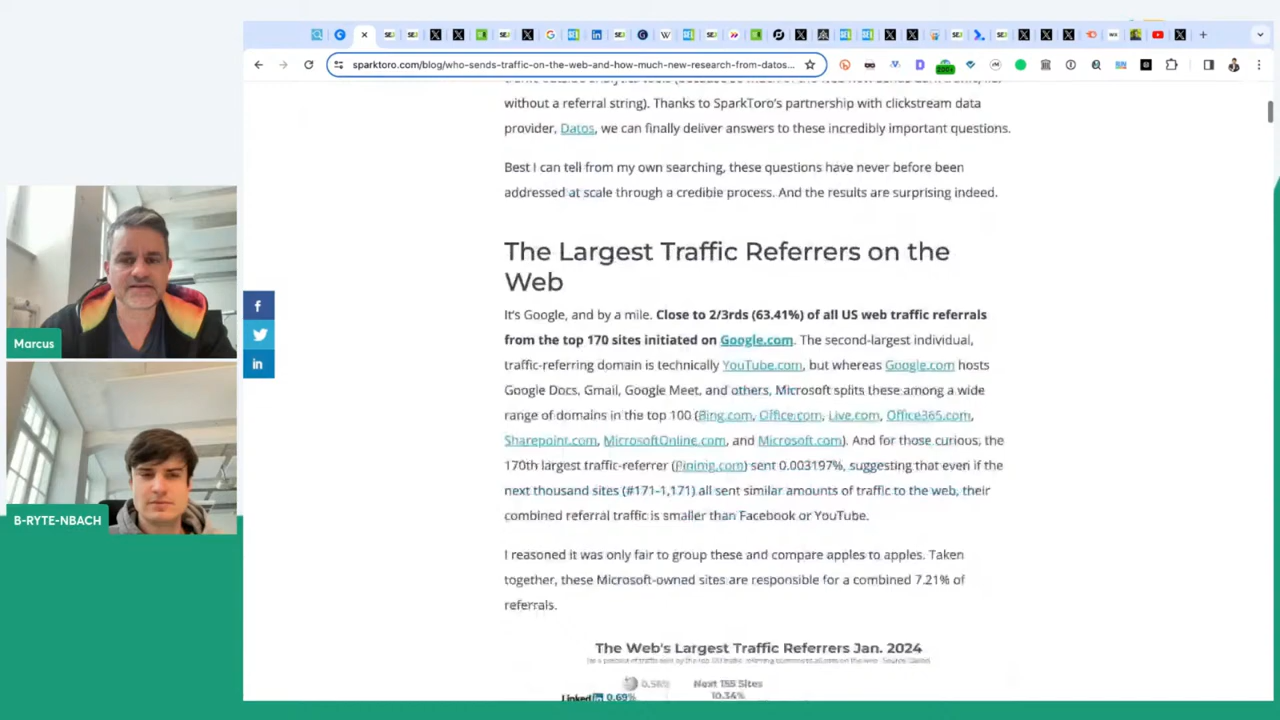 sparktoro.com/blog/who-sends-traffic-on-the-web-and-how-much-new-research-from-datos...
without a referral string). Thanks to SparkToro's partnership with clickstream data
provider, Datos, we can finally deliver answers to these incredibly important questions.
Best I can tell from my own searching, these questions have never before been
addressed at scale through a credible process. And the results are surprising indeed.
The Largest Traffic Referrers on the
Web
It's Google, and by a mile. Close to 2/3rds (63.41%) of all US web traffic referrals
from the top 170 sites initiated on Google.com. The second-largest individual,
traffic-referring domain is technically YouTube.com, but whereas Google.com hosts
Google Docs, Gmail, Google Meet, and others, Microsoft splits these among a wide
range of domains in the top 100 (Bing.com, Office.com, Live.com, Office365.com,
Sharepoint.com, MicrosoftOnline.com, and Microsoft.com). And for those curious, the
170th largest traffic-referrer (Pininig.com) sent 0.003197%, suggesting that even if the
next thousand sites (#171-1,171) all sent similar amounts of traffic to the web, their
combined referral traffic is smaller than Facebook or YouTube.
I reasoned it was only fair to group these and compare apples to apples. Taken
together, these Microsoft-owned sites are responsible for a combined 7.21% of
referrals.
The Web's Largest Traffic Referrers Jan. 2024
0.56% Next 155 Sites
LinkedIn 0.69% 10.34%
Marcus
B-RYTE-NBACH